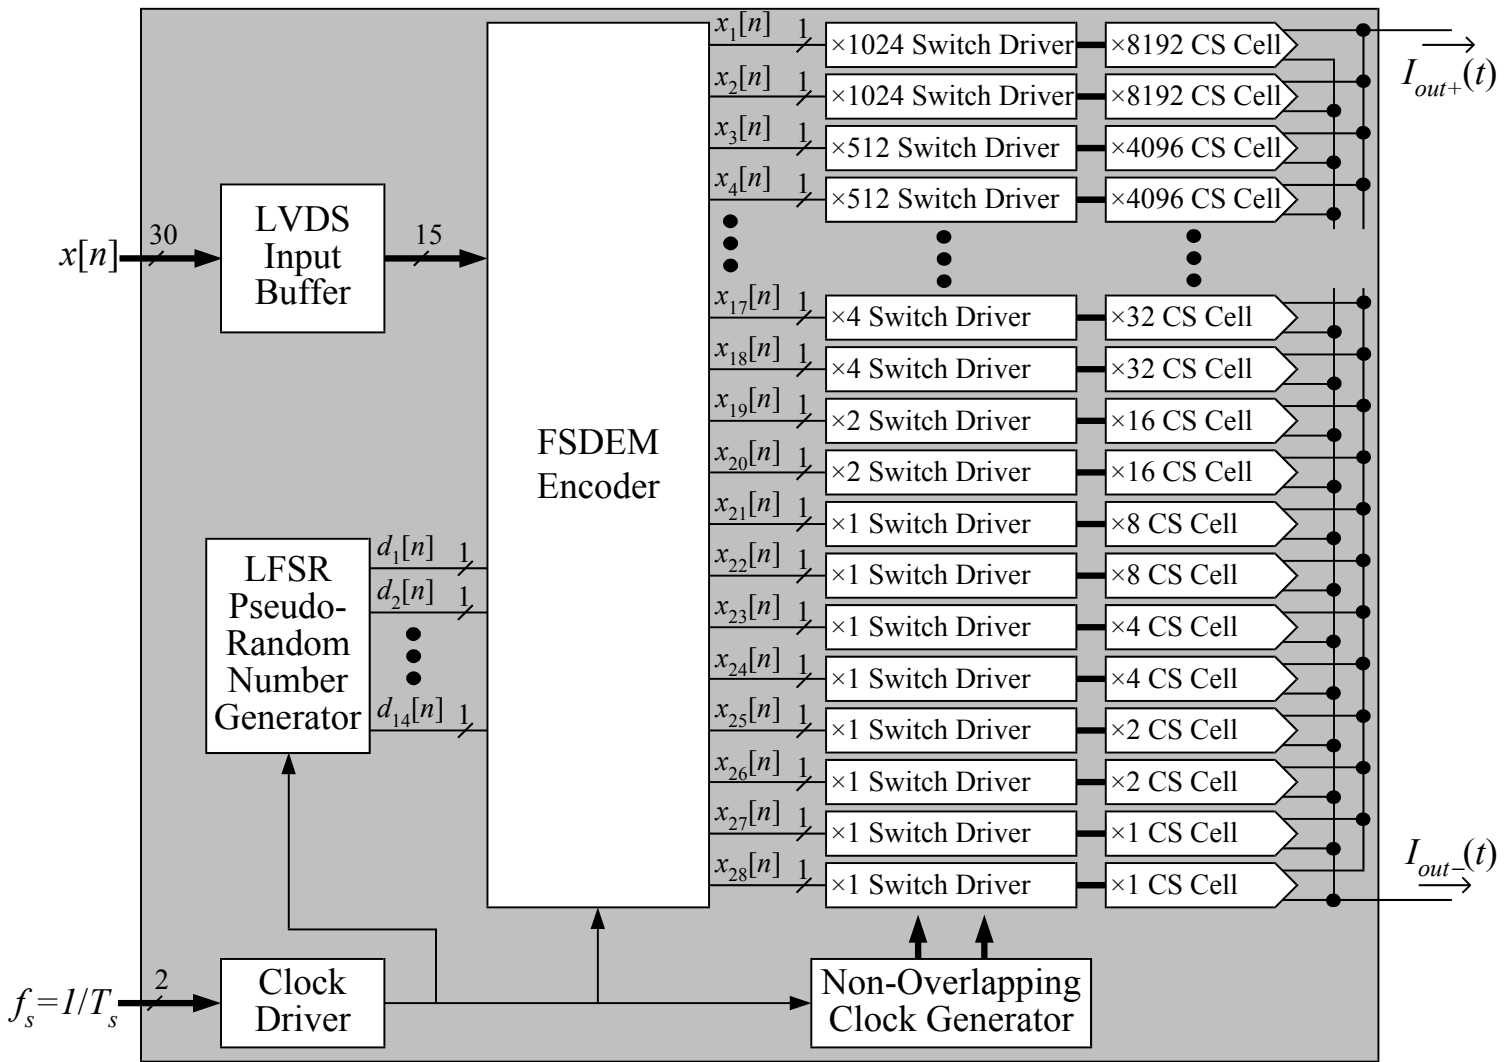 x[n]
30
LVDS
Input
Buffer
15
LFSR
Pseudo-
Random
Number
Generator
d1[n] 1
d2[n] 1
d14[n] 1
fs=1/Ts
2
Clock
Driver
FSDEM
Encoder
x1[n] 1 ×1024 Switch Driver ×8192 CS Cell
x2[n] 1 ×1024 Switch Driver ×8192 CS Cell
x3[n] 1 ×512 Switch Driver ×4096 CS Cell
x4[n] 1 ×512 Switch Driver ×4096 CS Cell
x17[n] 1 ×4 Switch Driver ×32 CS Cell
x18[n] 1 ×4 Switch Driver ×32 CS Cell
x19[n] 1 ×2 Switch Driver ×16 CS Cell
x20[n] 1 ×2 Switch Driver ×16 CS Cell
x21[n] 1 ×1 Switch Driver ×8 CS Cell
x22[n] 1 ×1 Switch Driver ×8 CS Cell
x23[n] 1 ×1 Switch Driver ×4 CS Cell
x24[n] 1 ×1 Switch Driver ×4 CS Cell
x25[n] 1 ×1 Switch Driver ×2 CS Cell
x26[n] 1 ×1 Switch Driver ×2 CS Cell
x27[n] 1 ×1 Switch Driver ×1 CS Cell
x28[n] 1 ×1 Switch Driver ×1 CS Cell
Non-Overlapping
Clock Generator
Iout+(t)
Iout−(t)